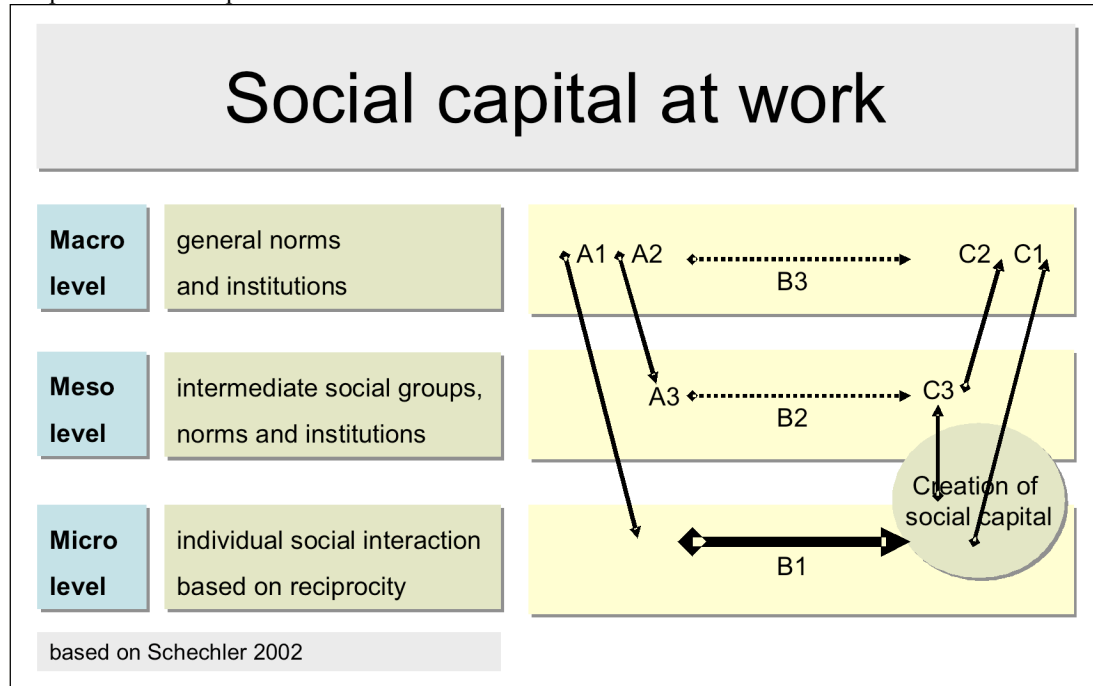 Social capital at work
Macro
level
general norms
and institutions
A1 A2
B3
C2 C1
Meso
level
intermediate social groups,
norms and institutions
A3
B2
C3
Micro
level
individual social interaction
based on reciprocity
B1
Creation of
social capital
based on Schechler 2002